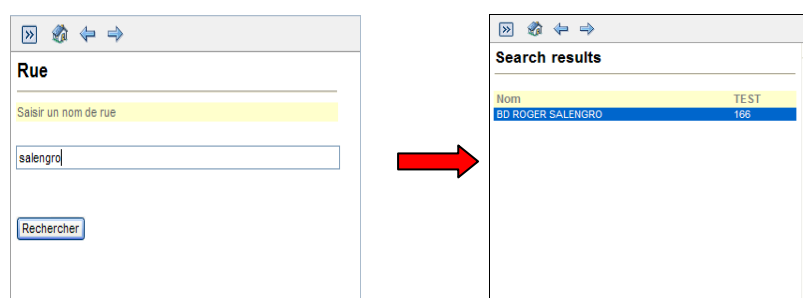 Rue
Saisir un nom de rue
salengro
Rechercher
Search results
Nom TEST
BD ROGER SALENGRO 166